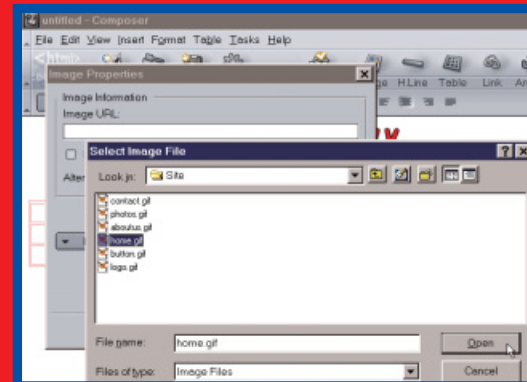 untitled - Composer
File Edit View Insert Format Table Tasks Help
H.Line Table Link
Image Properties
Image Information
Image URL:
Select Image File
Look in: Site
contact.gif
photos.gif
aboutus.gif
home.gif
button.gif
logo.gif
File name: home.gif Open
Files of type: Image Files Cancel